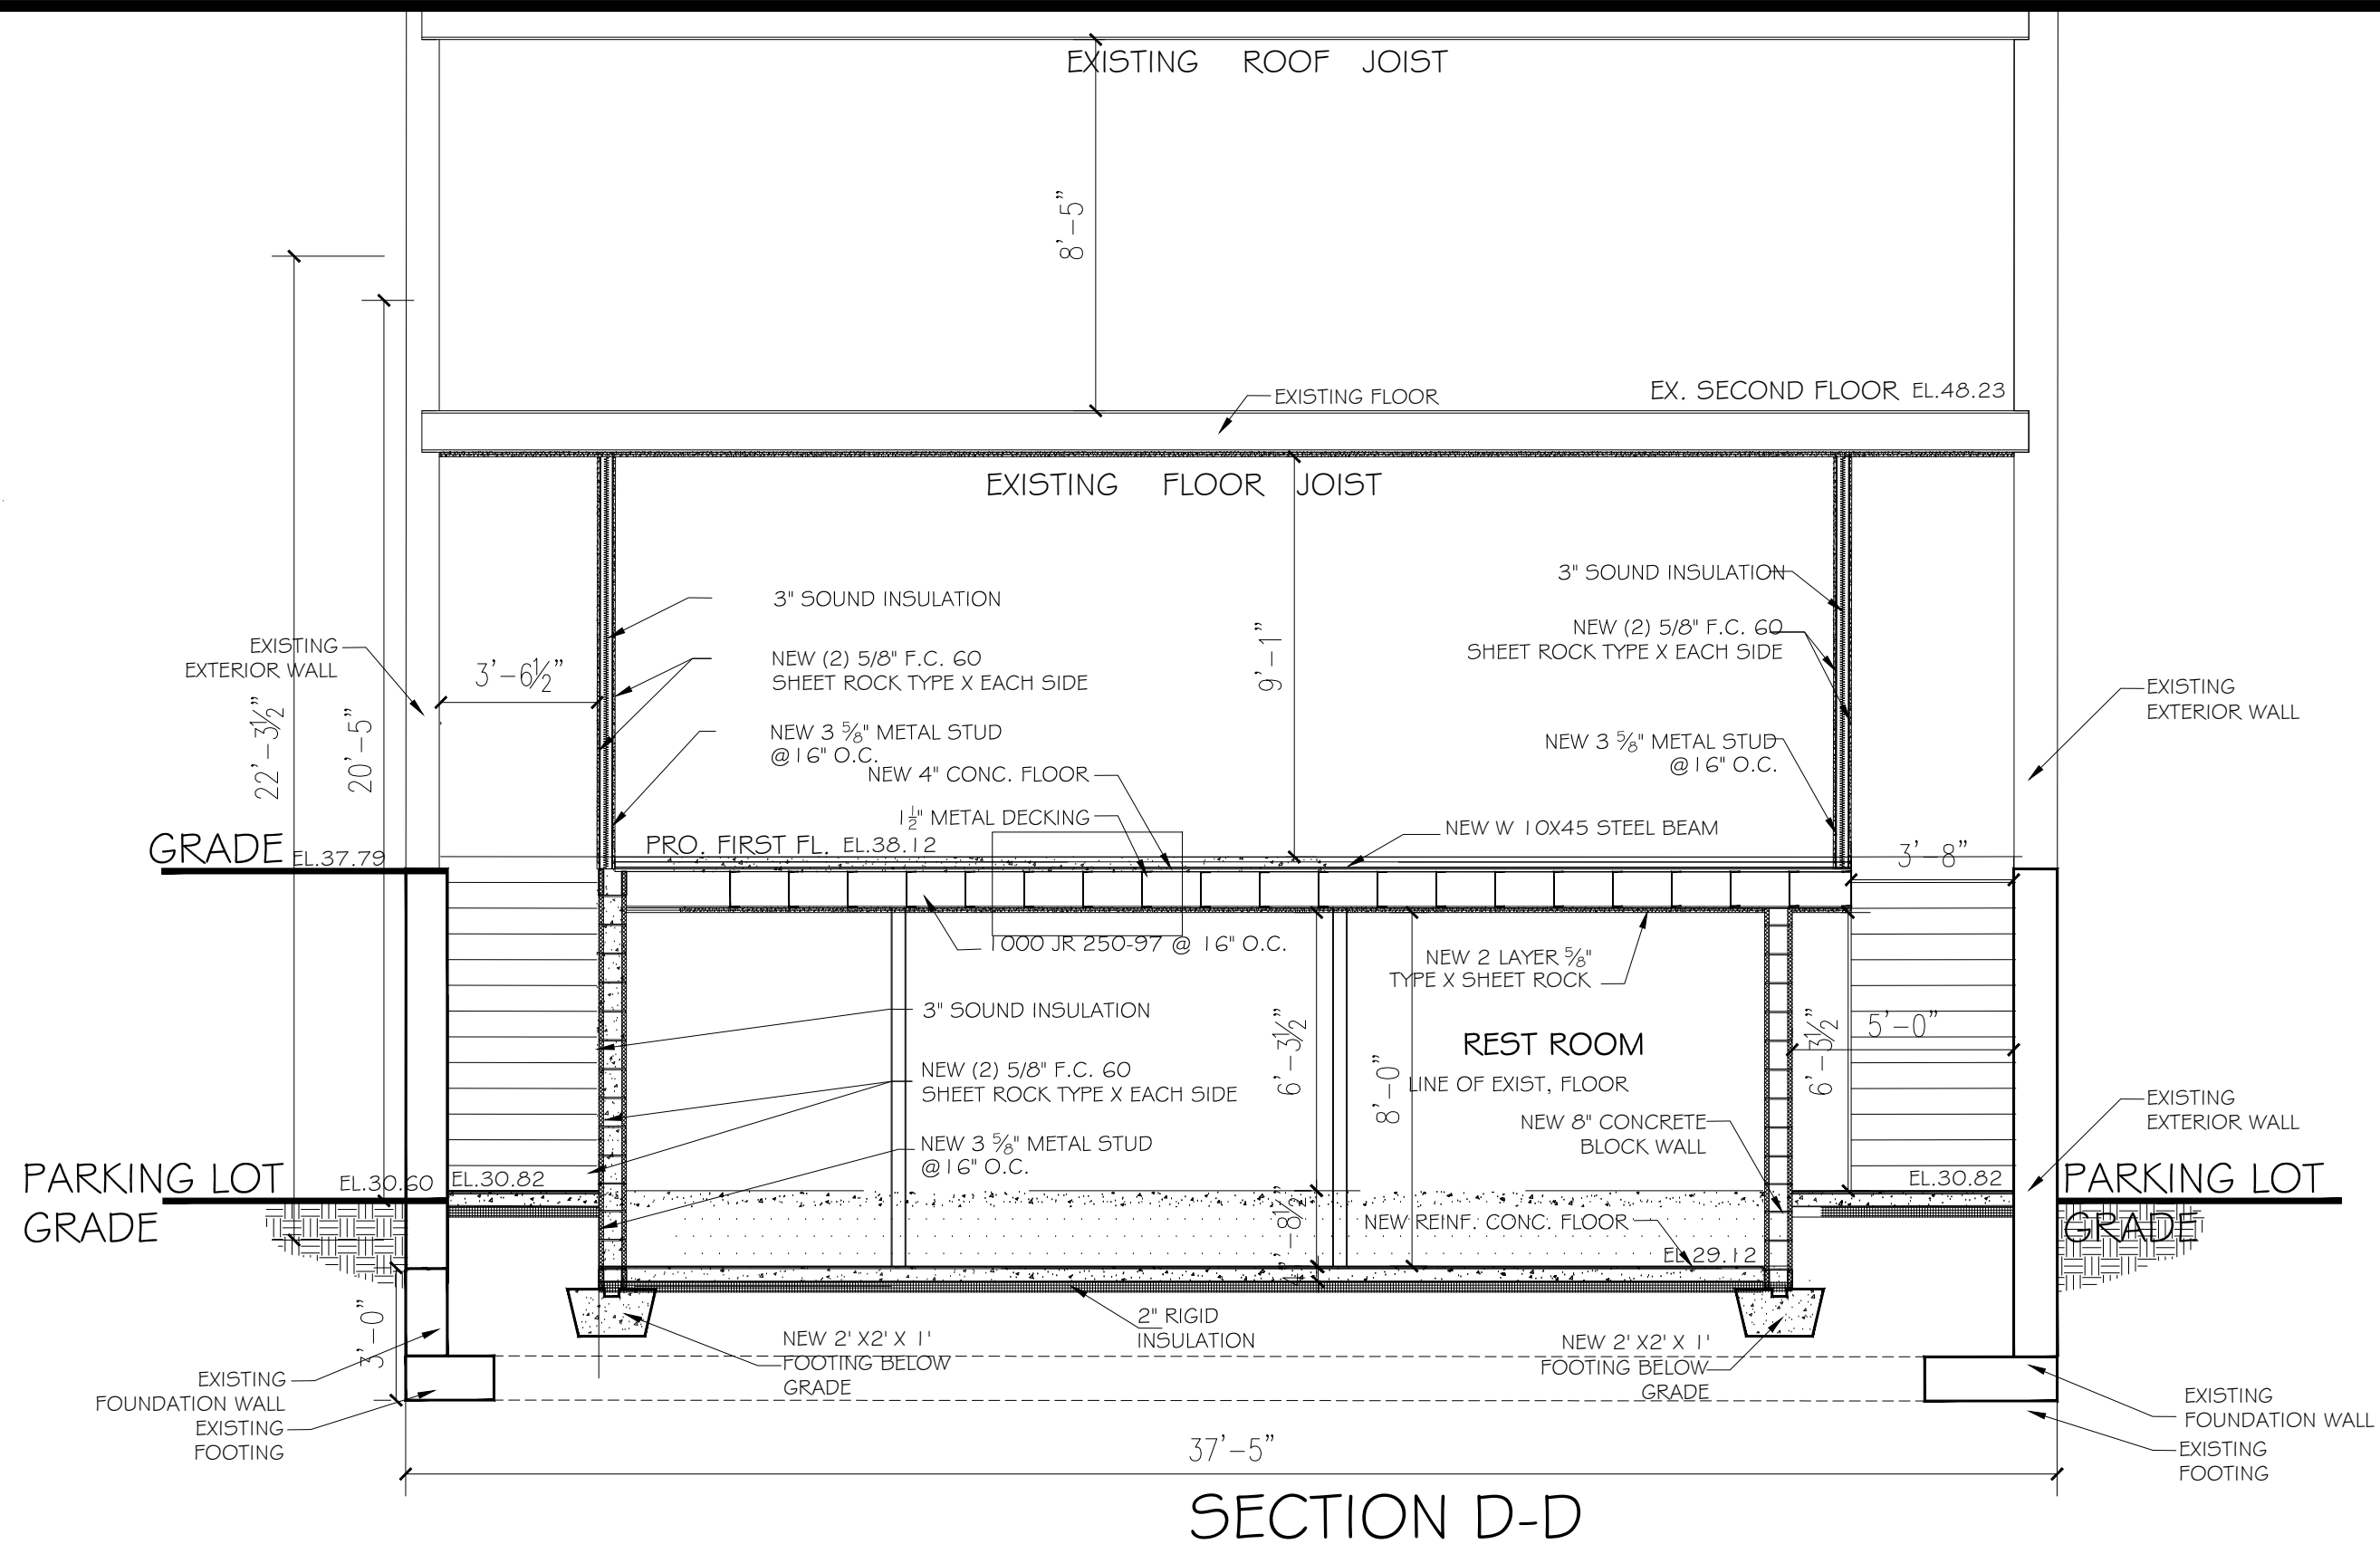 EXISTING ROOF JOIST
8'-5"
EXISTING FLOOR
EX. SECOND FLOOR EL.48.23
EXISTING FLOOR JOIST
3" SOUND INSULATION
3" SOUND INSULATION
NEW (2) 5/8" F.C. 60
SHEET ROCK TYPE X EACH SIDE
EXISTING
EXTERIOR WALL
3'-6½"
9'-1"
NEW (2) 5/8" F.C. 60
SHEET ROCK TYPE X EACH SIDE
EXISTING
EXTERIOR WALL
22'-3½"
20'-5"
NEW 3 ⅝" METAL STUD
@16" O.C.
NEW 3 ⅝" METAL STUD
@16" O.C.
NEW 4" CONC. FLOOR
1½" METAL DECKING
NEW W 10X45 STEEL BEAM
GRADE EL.37.79
PRO. FIRST FL. EL.38.12
3'-8"
1000 JR 250-97 @ 16" O.C.
NEW 2 LAYER ⅝"
TYPE X SHEET ROCK
3" SOUND INSULATION
6'-3½"
8'-0"
REST ROOM
6'-3½"
5'-0"
NEW (2) 5/8" F.C. 60
SHEET ROCK TYPE X EACH SIDE
LINE OF EXIST, FLOOR
NEW 8" CONCRETE
BLOCK WALL
EXISTING
EXTERIOR WALL
NEW 3 ⅝" METAL STUD
@16" O.C.
PARKING LOT
GRADE
EL.30.60
EL.30.82
EL.30.82
PARKING LOT
GRADE
1'-8½"
4"
NEW REINF. CONC. FLOOR
EL29.12
3'-0"
2" RIGID
INSULATION
NEW 2' X2' X 1'
FOOTING BELOW
GRADE
NEW 2' X2' X 1'
FOOTING BELOW
GRADE
EXISTING
FOUNDATION WALL
EXISTING
FOOTING
EXISTING
FOUNDATION WALL
EXISTING
FOOTING
37'-5"
SECTION D-D